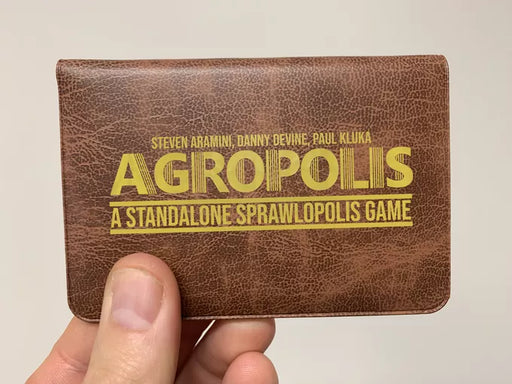 STEVEN ARAMINI, DANNY DEVINE, PAUL KLUKA
AGROPOLIS
A STANDALONE SPRAWLOPOLIS GAME